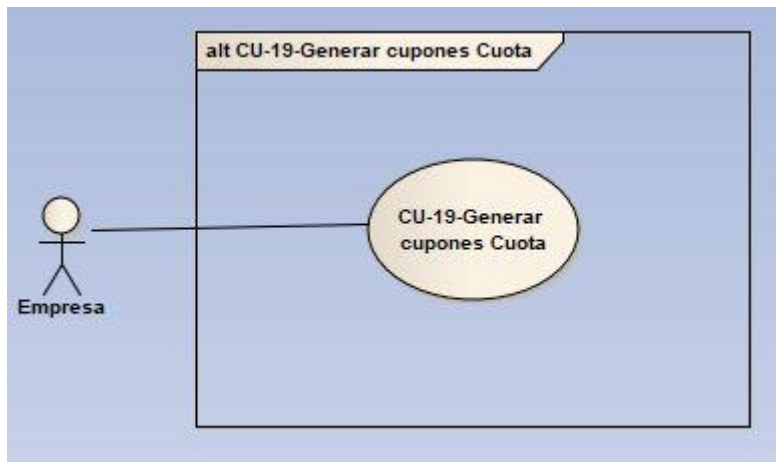 alt CU-19-Generar cupones Cuota
CU-19-Generar
cupones Cuota
Empresa